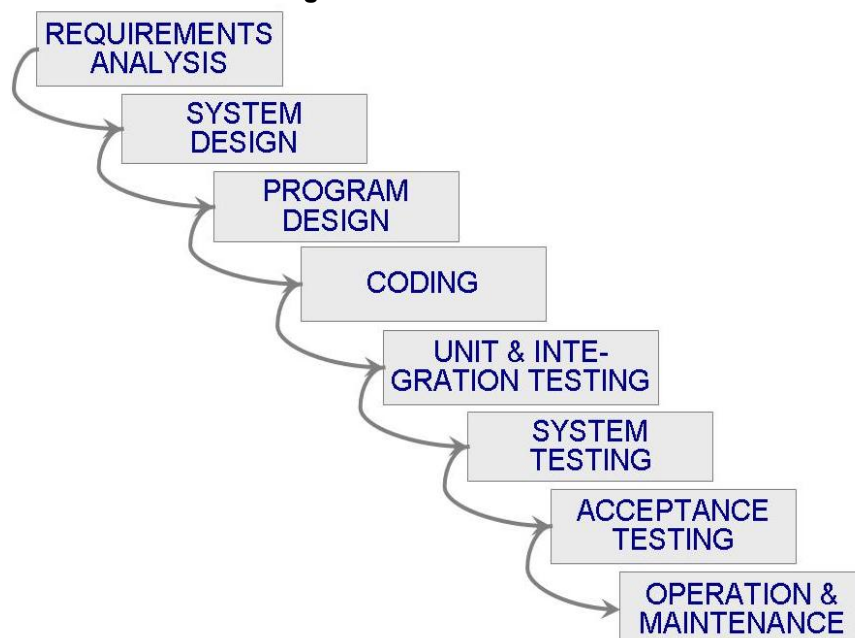 REQUIREMENTS
ANALYSIS
SYSTEM
DESIGN
PROGRAM
DESIGN
CODING
UNIT & INTE-
GRATION TESTING
SYSTEM
TESTING
ACCEPTANCE
TESTING
OPERATION &
MAINTENANCE